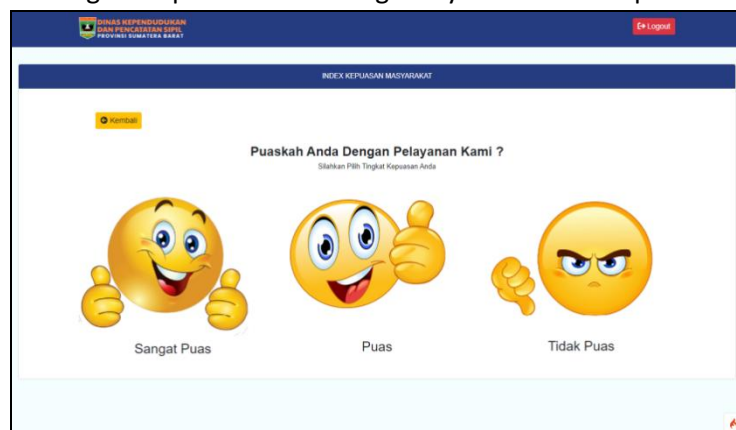 DINAS KEPENDUDUKAN
DAN PENCATATAN SIPIL
PROVINSI SUMATERA BARAT
Logout
INDEX KEPUASAN MASYARAKAT
Kembali
Puaskah Anda Dengan Pelayanan Kami ?
Silahkan Pilih Tingkat Kepuasan Anda
Sangat Puas
Puas
Tidak Puas